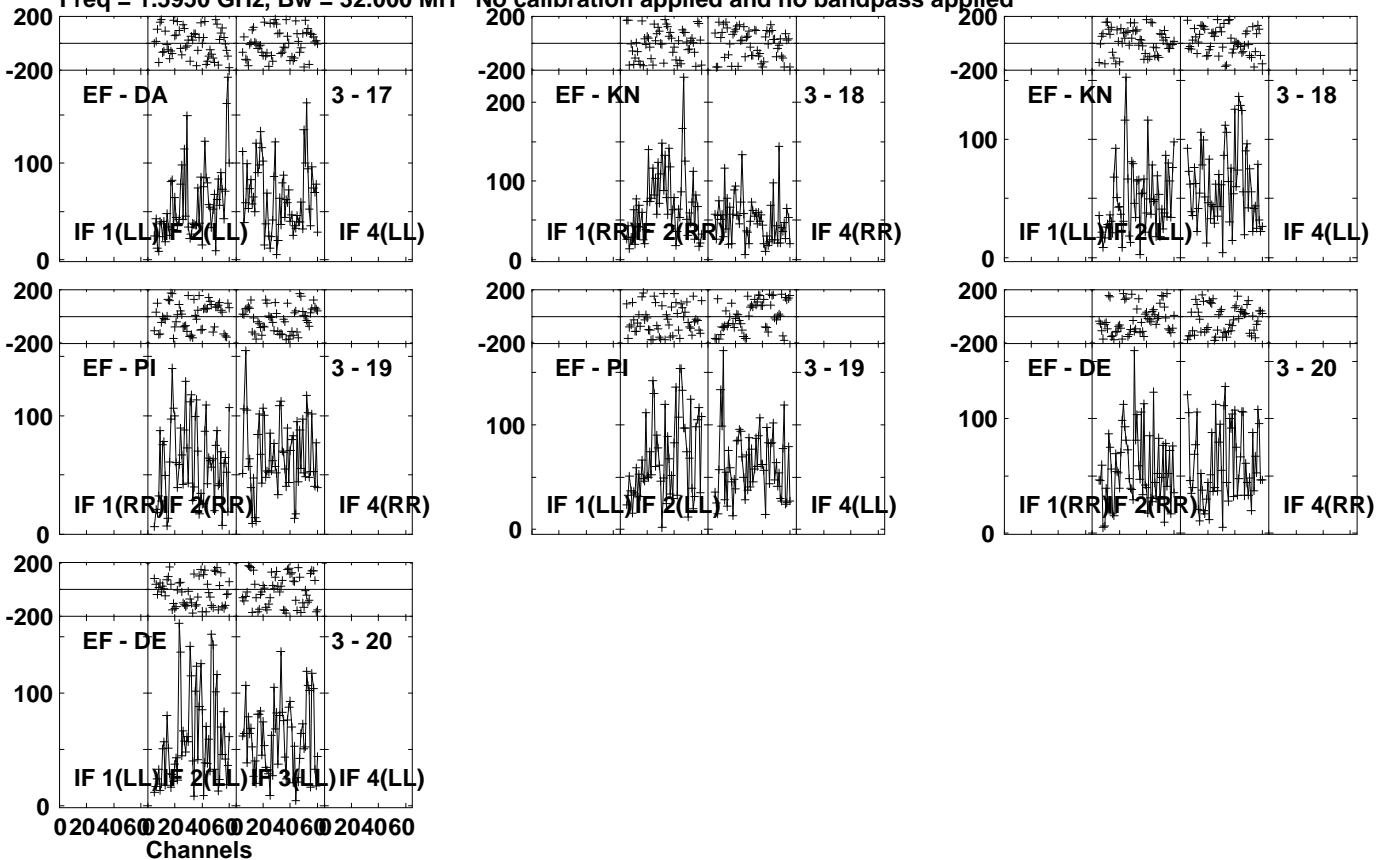 Freq = 1.5950 GHz, Bw = 32.000 MH No calibration applied and no bandpass applied
200
-200
EF - DA 3 - 17
100
IF 1(LL) IF 2(LL) IF 4(LL)
0
200
-200
EF - KN 3 - 18
200
100
IF 1(RR) IF 2(RR) IF 4(RR)
0
200
-200
EF - KN 3 - 18
100
IF 1(LL) IF 2(LL) IF 4(LL)
0
200
-200
EF - PI 3 - 19
100
IF 1(RR) IF 2(RR) IF 4(RR)
0
200
-200
EF - PI 3 - 19
100
IF 1(LL) IF 2(LL) IF 4(LL)
0
200
-200
EF - DE 3 - 20
100
IF 1(RR) IF 2(RR) IF 4(RR)
0
200
-200
EF - DE 3 - 20
100
IF 1(LL) IF 2(LL) IF 3(LL) IF 4(LL)
0
0 20 40 60 0 20 40 60 0 20 40 60 0 20 40 60
Channels